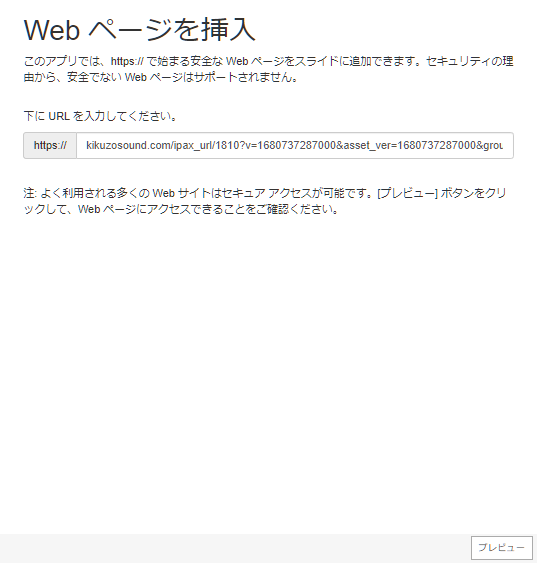 Web ページを挿入
このアプリでは、https:// で始まる安全な Web ページをスライドに追加できます。セキュリティの理
由から、安全でない Web ページはサポートされません。
下に URL を入力してください。
https:// kikuzosound.com/ipax_url/1810?v=1680737287000&asset_ver=1680737287000&grou
注: よく利用される多くの Web サイトはセキュア アクセスが可能です。[プレビュー] ボタンをクリ
ックして、Web ページにアクセスできることをご確認ください。
プレビュー